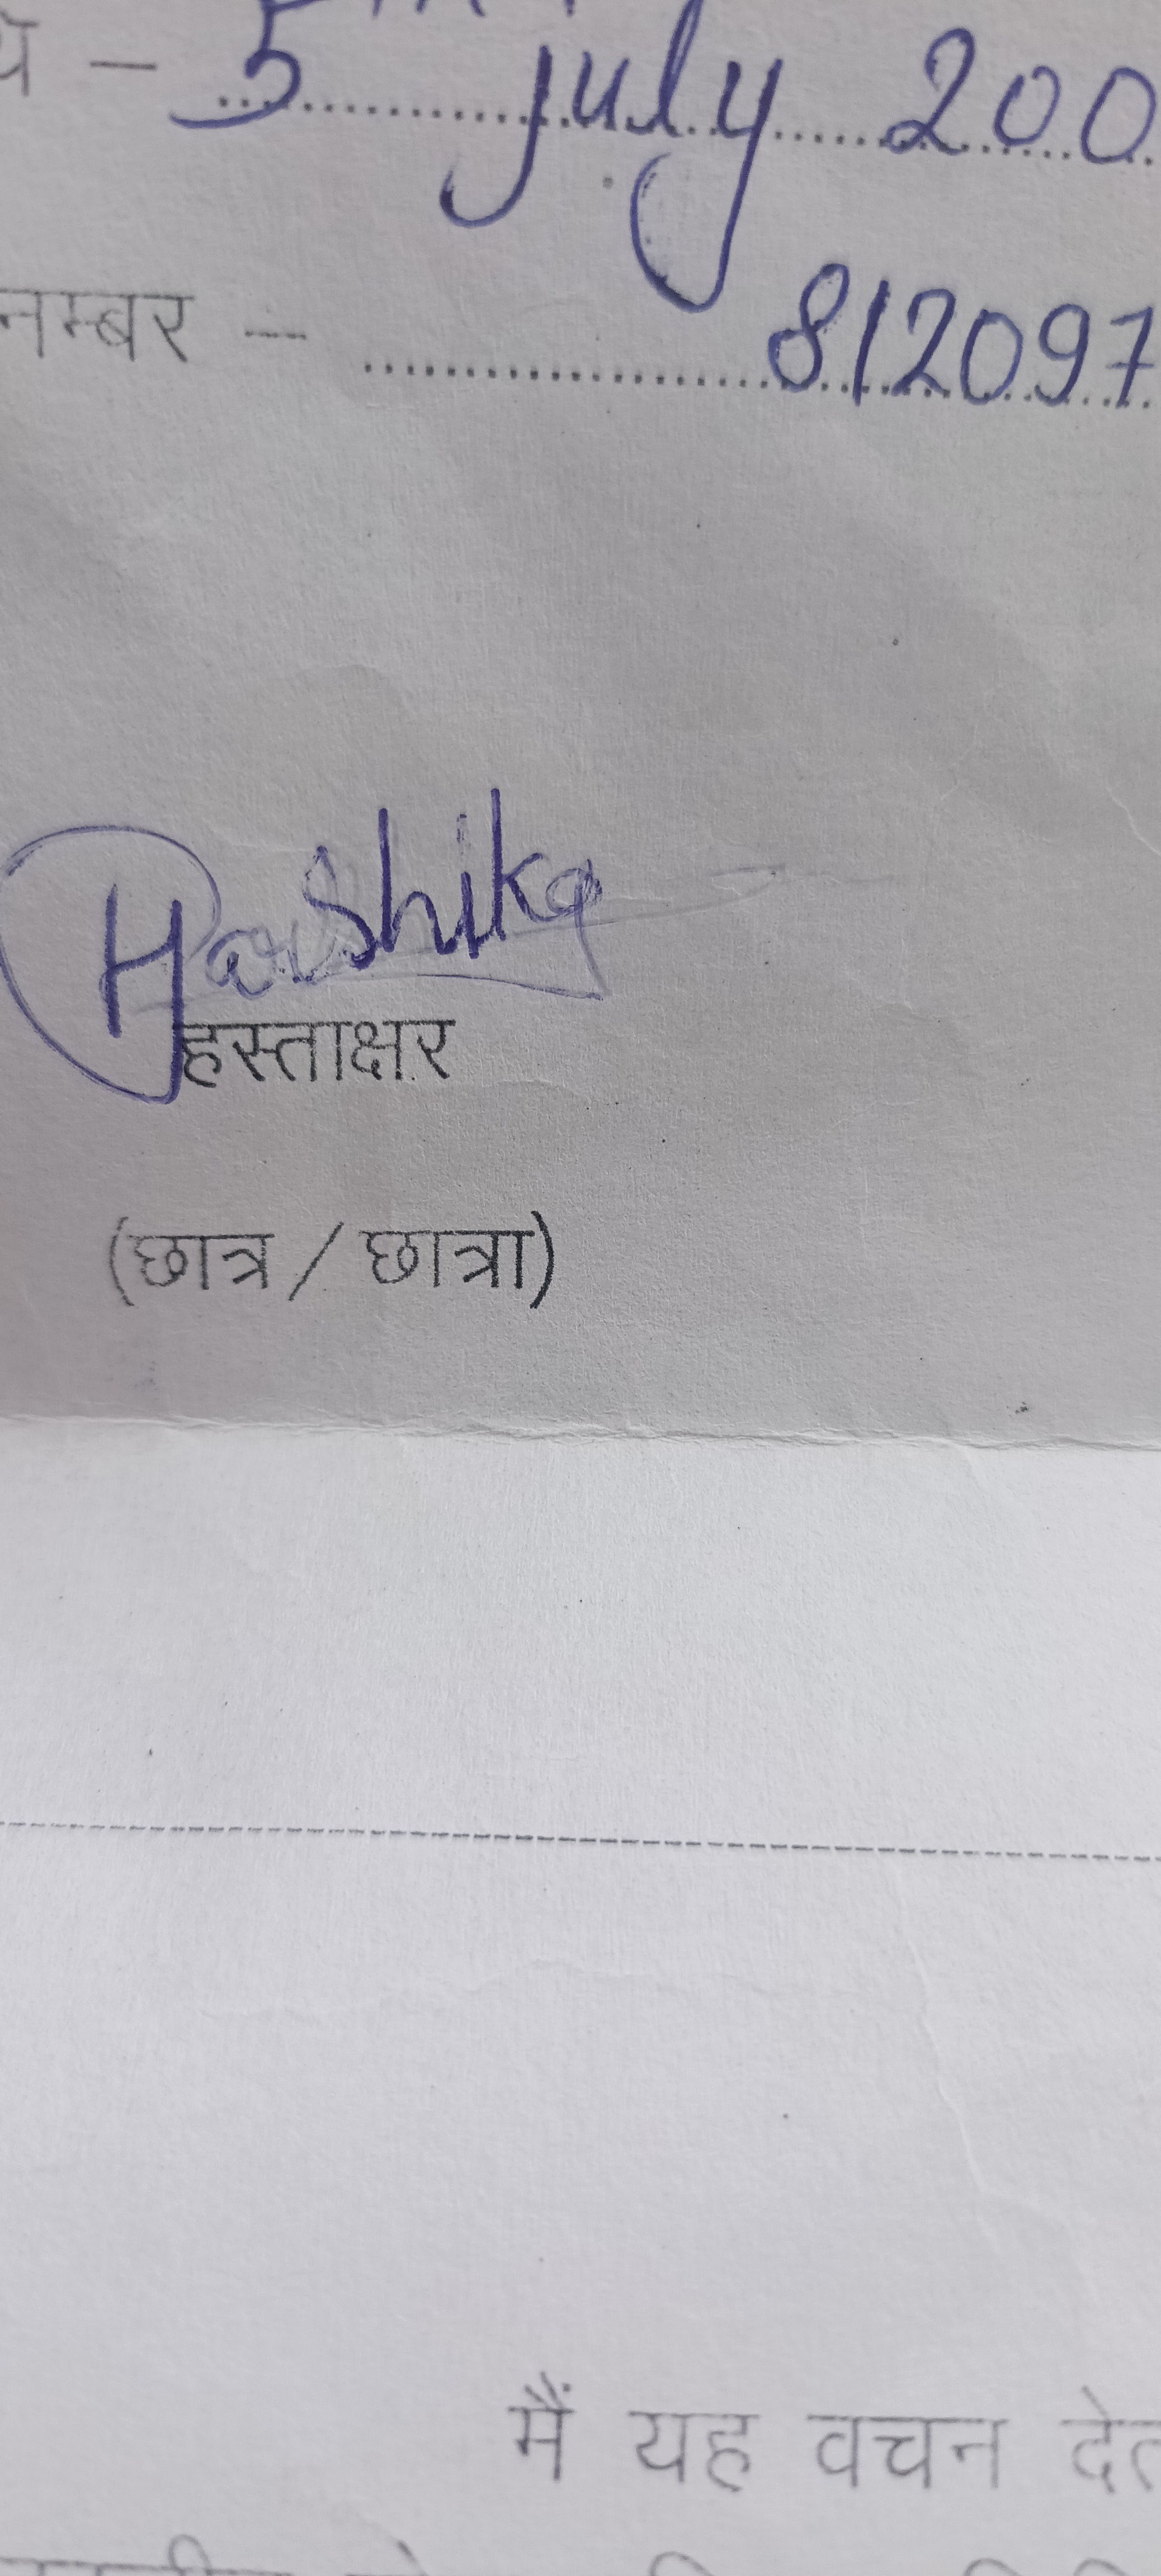 5 july 200
नम्बर – 812097
Harshika
हस्ताक्षर
(छात्र / छात्रा)
मैं यह वचन देत